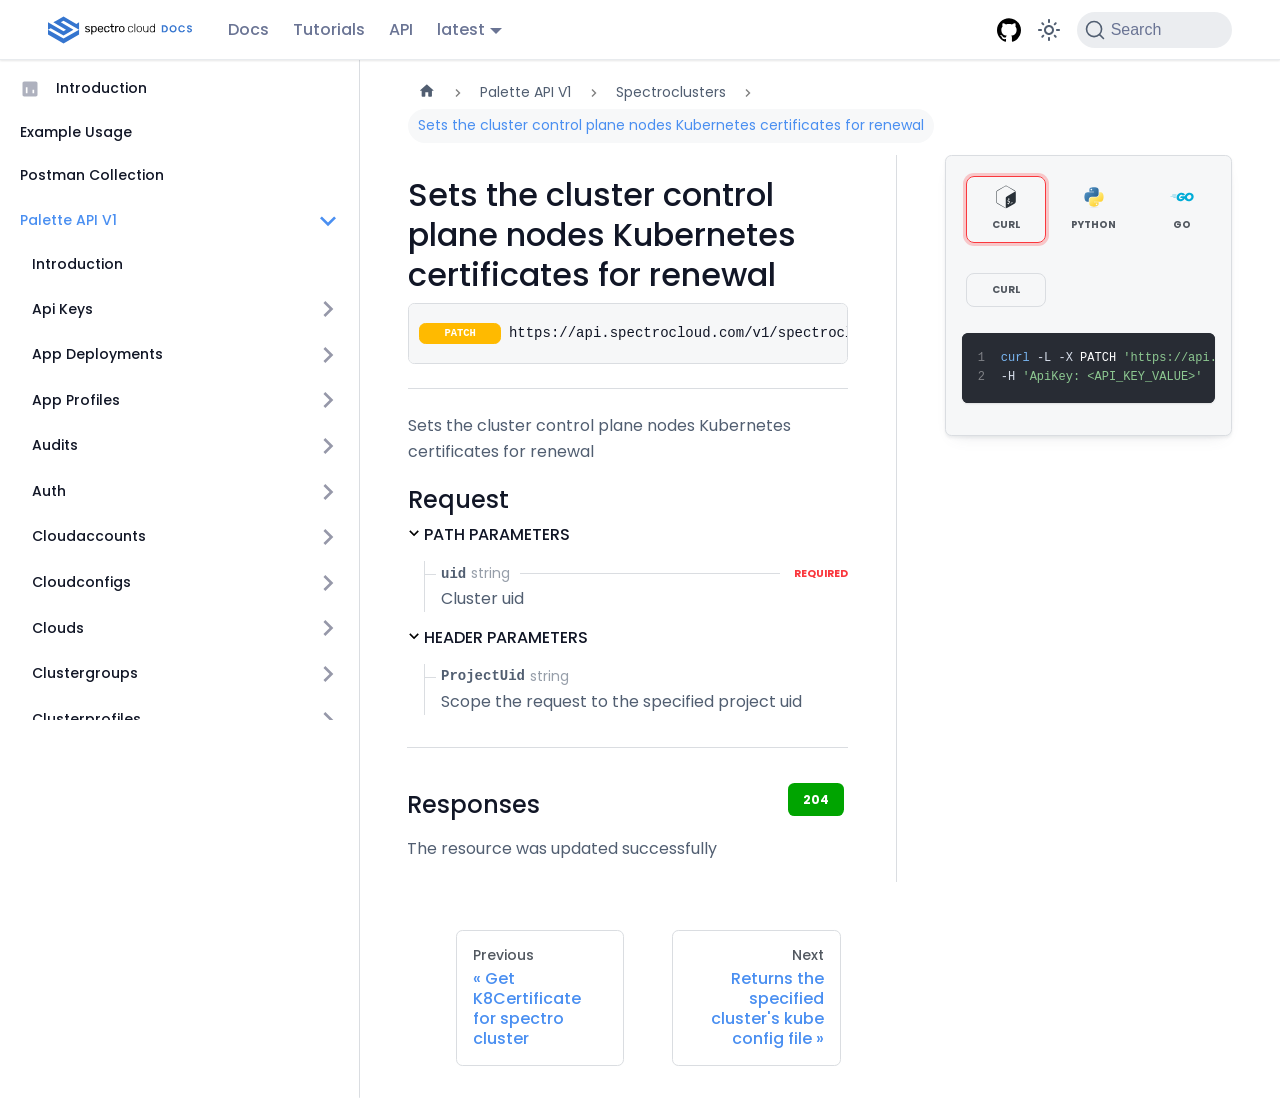 spectro cloud DOCS
Docs
Tutorials
API
latest
Search
Introduction
Example Usage
Postman Collection
Palette API V1
Introduction
Api Keys
App Deployments
App Profiles
Audits
Auth
Cloudaccounts
Cloudconfigs
Clouds
Clustergroups
Clusterprofiles
Palette API V1
Spectroclusters
Sets the cluster control plane nodes Kubernetes certificates for renewal
Sets the cluster control
plane nodes Kubernetes
certificates for renewal
PATCH https://api.spectrocloud.com/v1/spectrocl
Sets the cluster control plane nodes Kubernetes
certificates for renewal
Request
PATH PARAMETERS
uid string REQUIRED
Cluster uid
HEADER PARAMETERS
ProjectUid string
Scope the request to the specified project uid
Responses
204
The resource was updated successfully
Previous
« Get
K8Certificate
for spectro
cluster
Next
Returns the
specified
cluster's kube
config file »
CURL
PYTHON
GO
CURL
1 curl -L -X PATCH 'https://api.
2 -H 'ApiKey: <API_KEY_VALUE>'